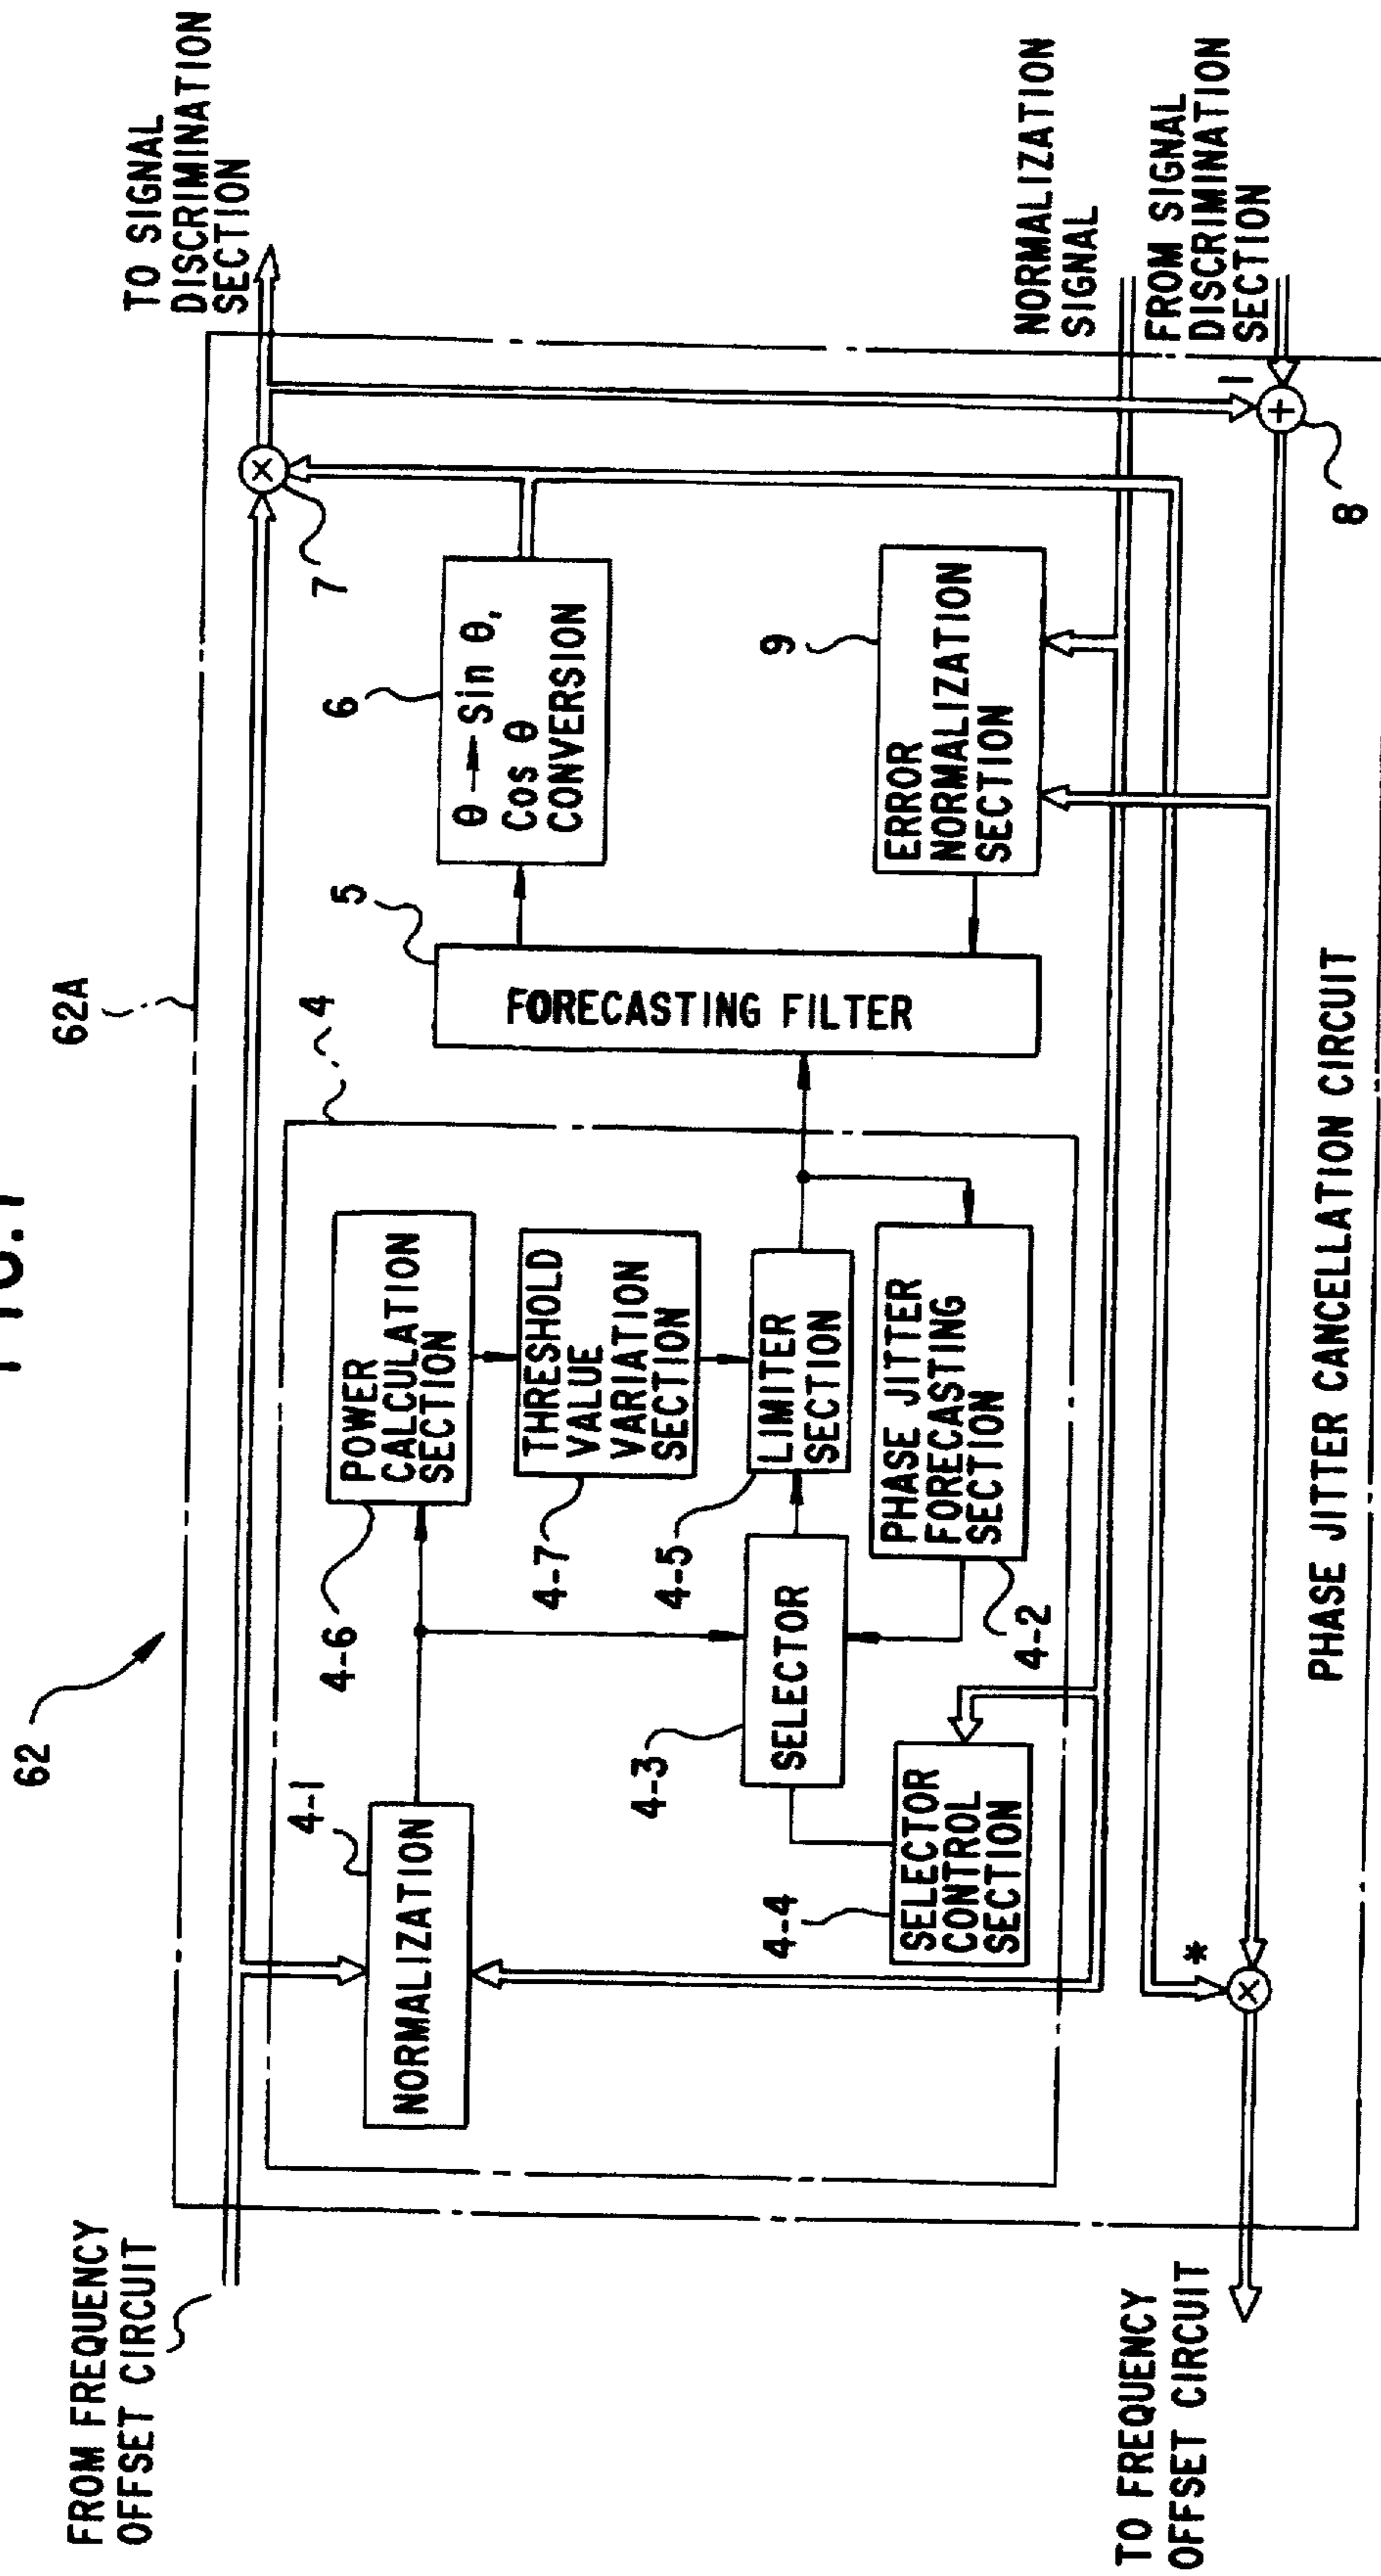 62
62A
FROM FREQUENCY
OFFSET CIRCUIT
TO SIGNAL
DISCRIMINATION
SECTION
4
4-1
NORMALIZATION
4-6
POWER
CALCULATION
SECTION
4-7
THRESHOLD
VALUE
VARIATION
SECTION
4-3
SELECTOR
4-5
LIMITER
SECTION
4-4
SELECTOR
CONTROL
SECTION
4-2
PHASE JITTER
FORECASTING
SECTION
5
FORECASTING FILTER
6
θ → Sin θ,
Cos θ
CONVERSION
7
×
9
ERROR
NORMALIZATION
SECTION
NORMALIZATION
SIGNAL
FROM SIGNAL
DISCRIMINATION
SECTION
−
+
8
*
×
TO FREQUENCY
OFFSET CIRCUIT
PHASE JITTER CANCELLATION CIRCUIT